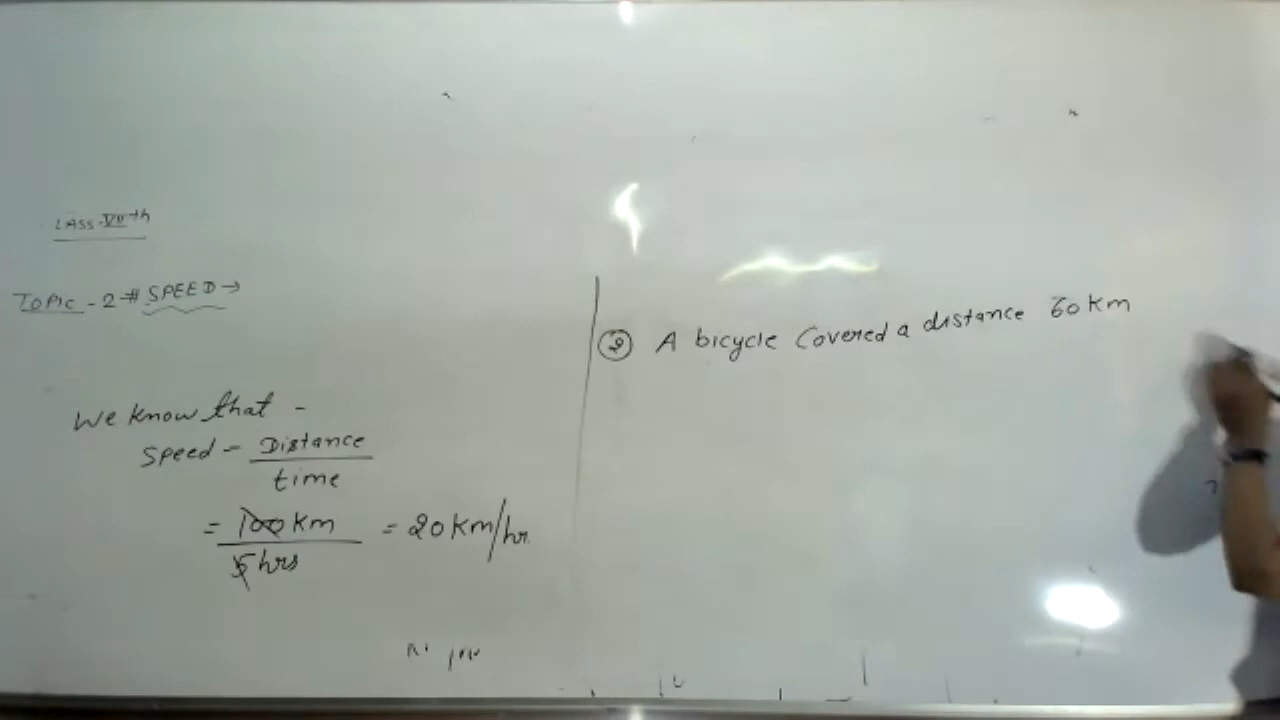 LASS-VIIth
TOPIC - 2 # SPEED →
We know that -
Speed = Distance
time
= 100 km = 20 km/hr
5 hrs
② A bicycle Covered a distance 60 km